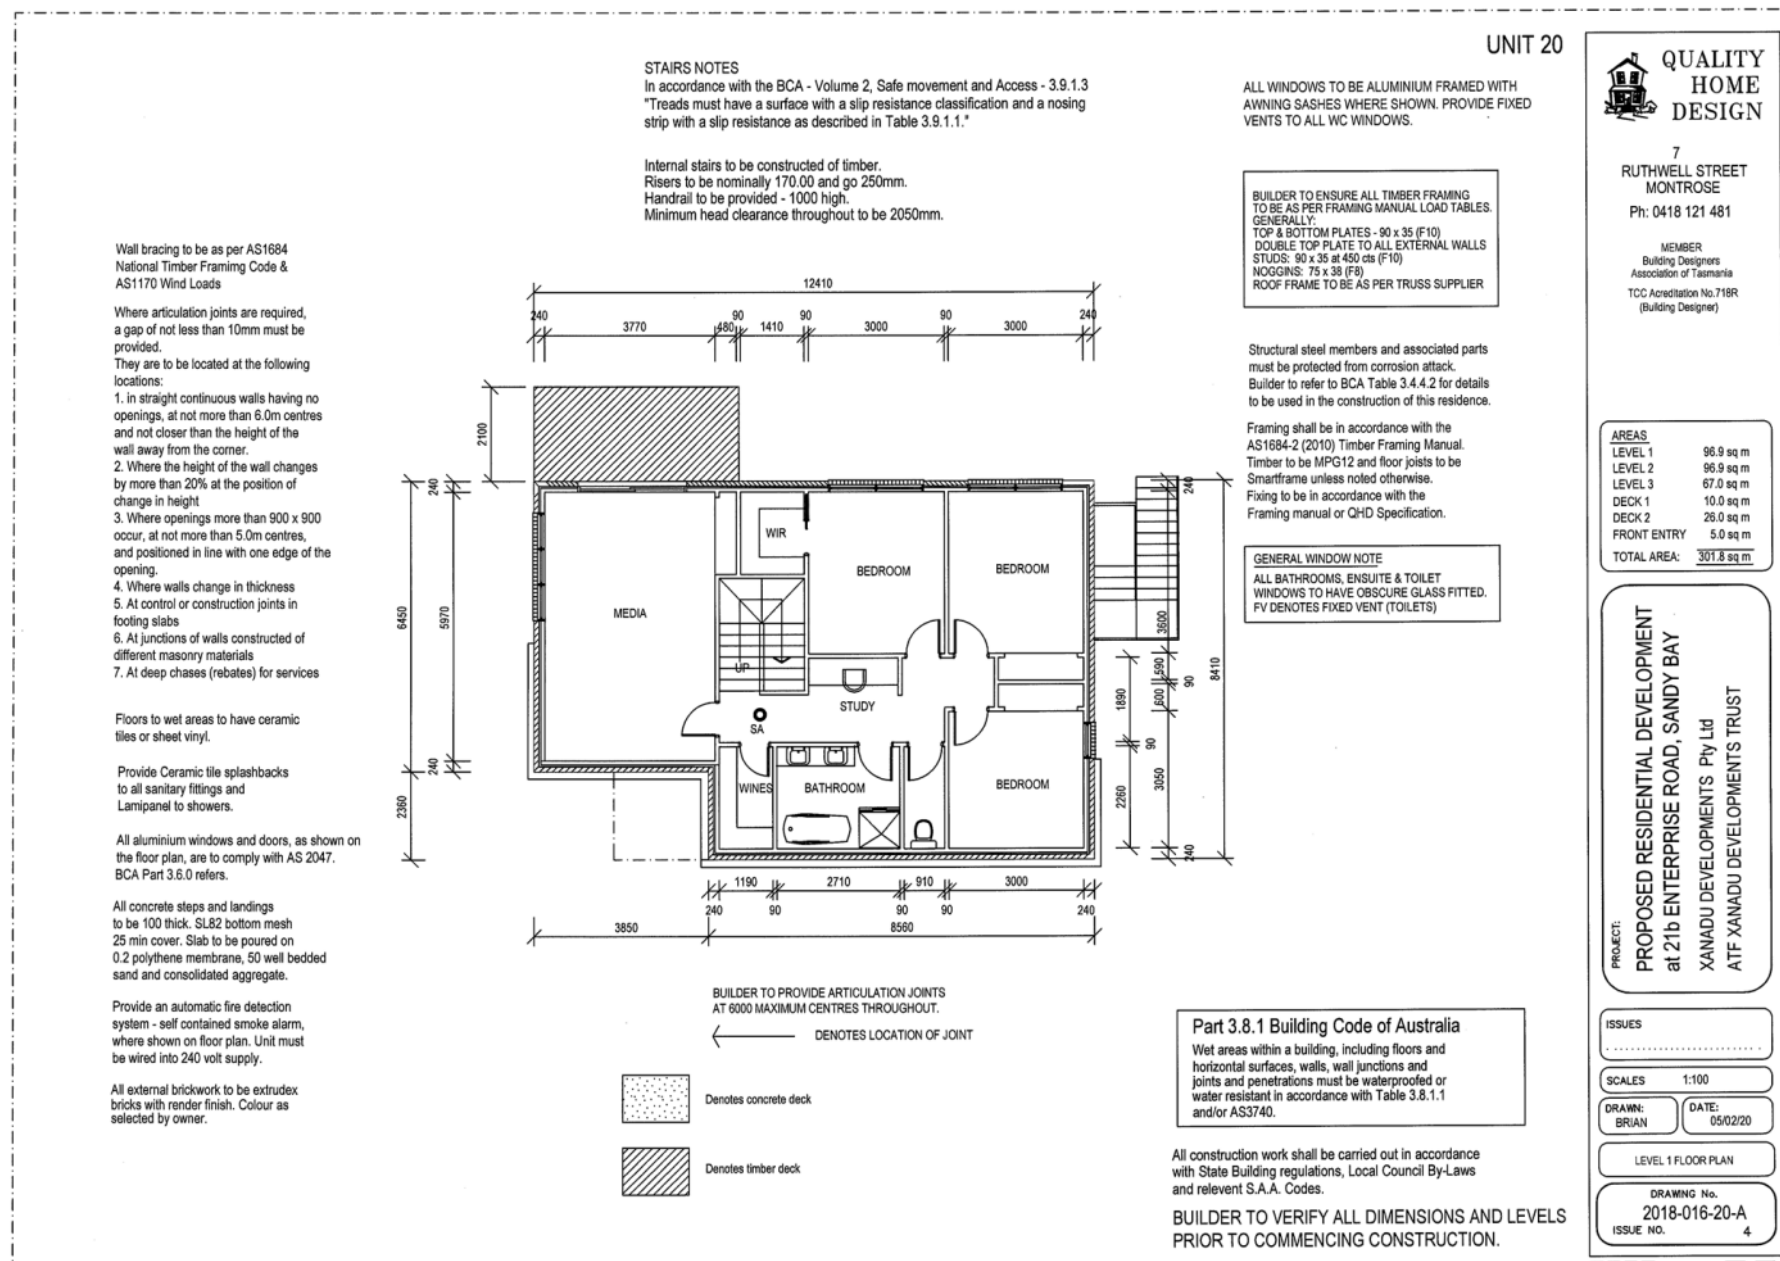 UNIT 20
STAIRS NOTES
In accordance with the BCA - Volume 2, Safe movement and Access - 3.9.1.3
"Treads must have a surface with a slip resistance classification and a nosing
strip with a slip resistance as described in Table 3.9.1.1."
Internal stairs to be constructed of timber.
Risers to be nominally 170.00 and go 250mm.
Handrail to be provided - 1000 high.
Minimum head clearance throughout to be 2050mm.
Wall bracing to be as per AS1684
National Timber Framimg Code &
AS1170 Wind Loads
Where articulation joints are required,
a gap of not less than 10mm must be
provided.
They are to be located at the following
locations:
1. in straight continuous walls having no
openings, at not more than 6.0m centres
and not closer than the height of the
wall away from the corner.
2. Where the height of the wall changes
by more than 20% at the position of
change in height
3. Where openings more than 900 x 900
occur, at not more than 5.0m centres,
and positioned in line with one edge of the
opening.
4. Where walls change in thickness
5. At control or construction joints in
footing slabs
6. At junctions of walls constructed of
different masonry materials
7. At deep chases (rebates) for services
Floors to wet areas to have ceramic
tiles or sheet vinyl.
Provide Ceramic tile splashbacks
to all sanitary fittings and
Lamipanel to showers.
All aluminium windows and doors, as shown on
the floor plan, are to comply with AS 2047.
BCA Part 3.6.0 refers.
All concrete steps and landings
to be 100 thick. SL82 bottom mesh
25 min cover. Slab to be poured on
0.2 polythene membrane, 50 well bedded
sand and consolidated aggregate.
Provide an automatic fire detection
system - self contained smoke alarm,
where shown on floor plan. Unit must
be wired into 240 volt supply.
All external brickwork to be extrudex
bricks with render finish. Colour as
selected by owner.
12410
240 3770 480 90 1410 90 3000 90 3000 240
2100
240
6450
5970
240
2360
MEDIA
WIR
BEDROOM
BEDROOM
UP
STUDY
SA
WINES
BATHROOM
BEDROOM
240
3600
590
90
600
1890
8410
90
3050
2260
240
1190 2710 910 3000
240 90 90 90 240
3850 8560
BUILDER TO PROVIDE ARTICULATION JOINTS
AT 6000 MAXIMUM CENTRES THROUGHOUT.
DENOTES LOCATION OF JOINT
Denotes concrete deck
Denotes timber deck
ALL WINDOWS TO BE ALUMINIUM FRAMED WITH
AWNING SASHES WHERE SHOWN. PROVIDE FIXED
VENTS TO ALL WC WINDOWS.
BUILDER TO ENSURE ALL TIMBER FRAMING
TO BE AS PER FRAMING MANUAL LOAD TABLES.
GENERALLY:
TOP & BOTTOM PLATES - 90 x 35 (F10)
DOUBLE TOP PLATE TO ALL EXTERNAL WALLS
STUDS: 90 x 35 at 450 cts (F10)
NOGGINS: 75 x 38 (F8)
ROOF FRAME TO BE AS PER TRUSS SUPPLIER
Structural steel members and associated parts
must be protected from corrosion attack.
Builder to refer to BCA Table 3.4.4.2 for details
to be used in the construction of this residence.
Framing shall be in accordance with the
AS1684-2 (2010) Timber Framing Manual.
Timber to be MPG12 and floor joists to be
Smartframe unless noted otherwise.
Fixing to be in accordance with the
Framing manual or QHD Specification.
GENERAL WINDOW NOTE
ALL BATHROOMS, ENSUITE & TOILET
WINDOWS TO HAVE OBSCURE GLASS FITTED.
FV DENOTES FIXED VENT (TOILETS)
Part 3.8.1 Building Code of Australia
Wet areas within a building, including floors and
horizontal surfaces, walls, wall junctions and
joints and penetrations must be waterproofed or
water resistant in accordance with Table 3.8.1.1
and/or AS3740.
All construction work shall be carried out in accordance
with State Building regulations, Local Council By-Laws
and relevent S.A.A. Codes.
BUILDER TO VERIFY ALL DIMENSIONS AND LEVELS
PRIOR TO COMMENCING CONSTRUCTION.
QUALITY
HOME
DESIGN
7
RUTHWELL STREET
MONTROSE
Ph: 0418 121 481
MEMBER
Building Designers
Association of Tasmania
TCC Acreditation No.718R
(Building Designer)
AREAS
LEVEL 1 96.9 sq m
LEVEL 2 96.9 sq m
LEVEL 3 67.0 sq m
DECK 1 10.0 sq m
DECK 2 26.0 sq m
FRONT ENTRY 5.0 sq m
TOTAL AREA: 301.8 sq m
PROJECT:
PROPOSED RESIDENTIAL DEVELOPMENT
at 21b ENTERPRISE ROAD, SANDY BAY
XANADU DEVELOPMENTS Pty Ltd
ATF XANADU DEVELOPMENTS TRUST
ISSUES
SCALES 1:100
DRAWN:
BRIAN
DATE:
05/02/20
LEVEL 1 FLOOR PLAN
DRAWING No.
2018-016-20-A
ISSUE NO. 4